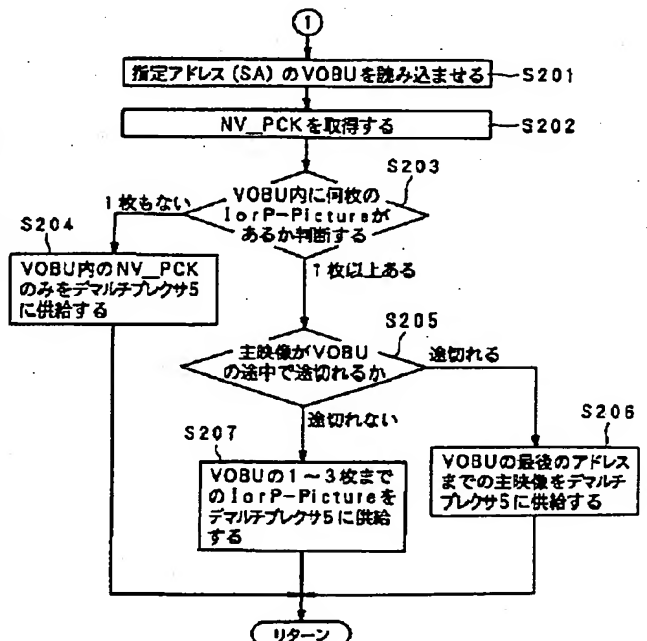 1
指定アドレス(SA)のVOBUを読み込ませる
S201
NV_PCKを取得する
S202
S203
VOBU内に何枚の
IorP-Pictureが
あるか判断する
1枚もない
S204
VOBU内のNV_PCK
のみをデマルチプレクサ5
に供給する
1枚以上ある
S205
主映像がVOBU
の途中で途切れるか
途切れる
途切れない
S206
VOBUの最後のアドレス
までの主映像をデマルチ
プレクサ5に供給する
S207
VOBUの1〜3枚まで
のIorP-Pictureを
デマルチプレクサ5に供給
する
リターン